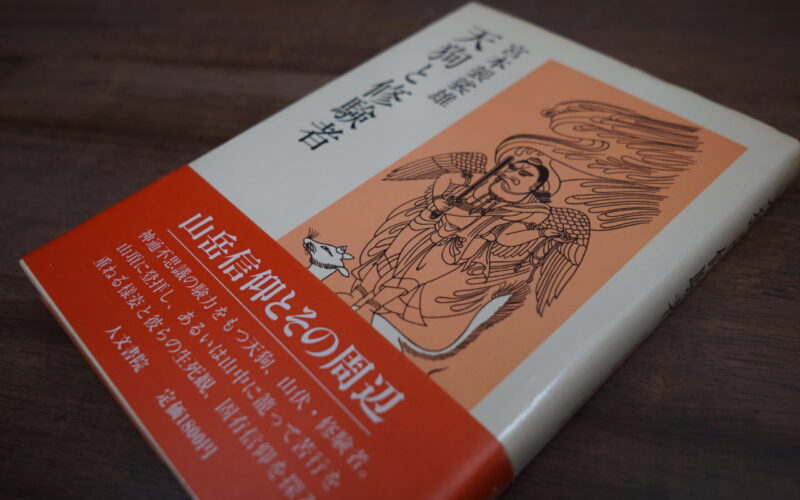 宮本袈裟雄
天狗と修験者
山岳信仰とその周辺
神通不思議の験力をもつ天狗、山伏・修験者。
山頂に登拝し、あるいは山中に籠って苦行を
重ねる様姿と彼らの生死観、固有信仰を探る
人文書院
定価1800円